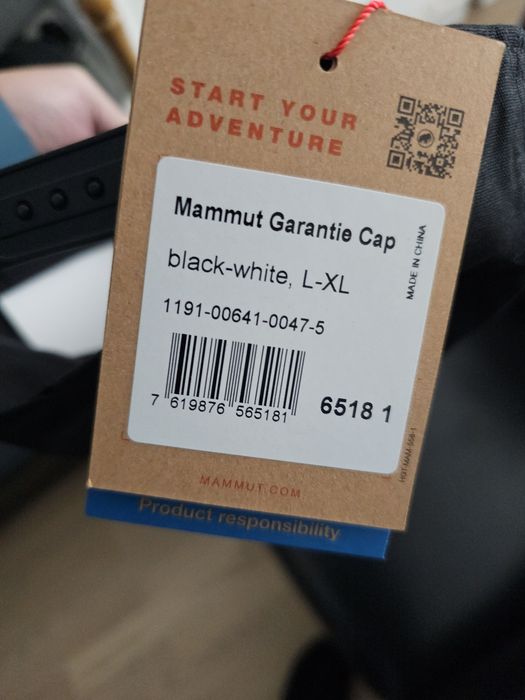 START YOUR
ADVENTURE
Mammut Garantie Cap
black-white, L-XL
MADE IN CHINA
1191-00641-0047-5
7 619876 565181
6518 1
MAMMUT.COM
Product responsibility